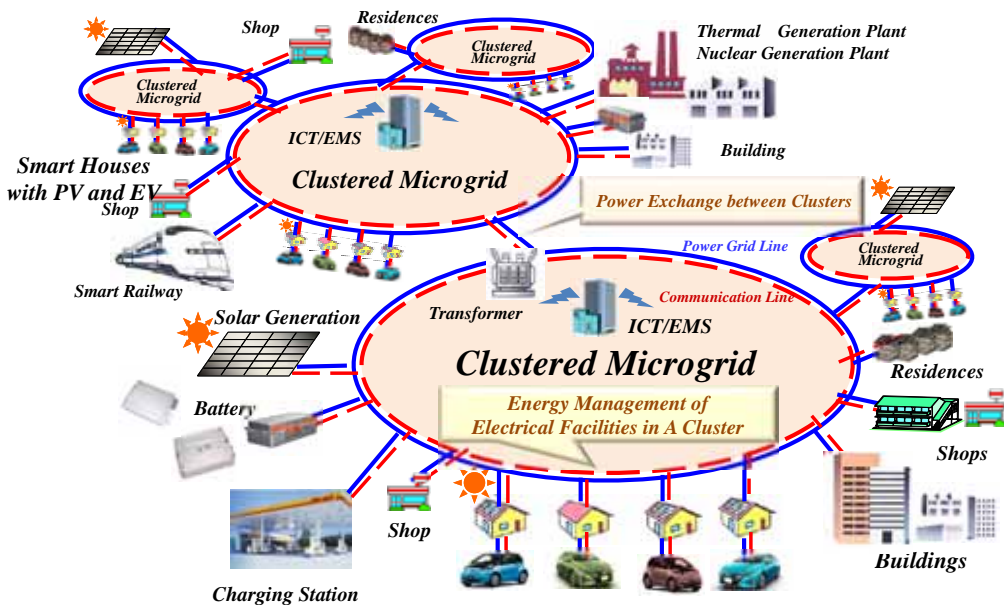 Shop
Residences
Thermal Generation Plant
Nuclear Generation Plant
Clustered
Microgrid
Clustered
Microgrid
ICT/EMS
Building
Smart Houses
with PV and EV
Clustered Microgrid
Shop
Power Exchange between Clusters
Power Grid Line
Clustered
Microgrid
Smart Railway
Transformer
Communication Line
Solar Generation
ICT/EMS
Clustered Microgrid
Residences
Battery
Energy Management of
Electrical Facilities in A Cluster
Shops
Shop
Buildings
Charging Station